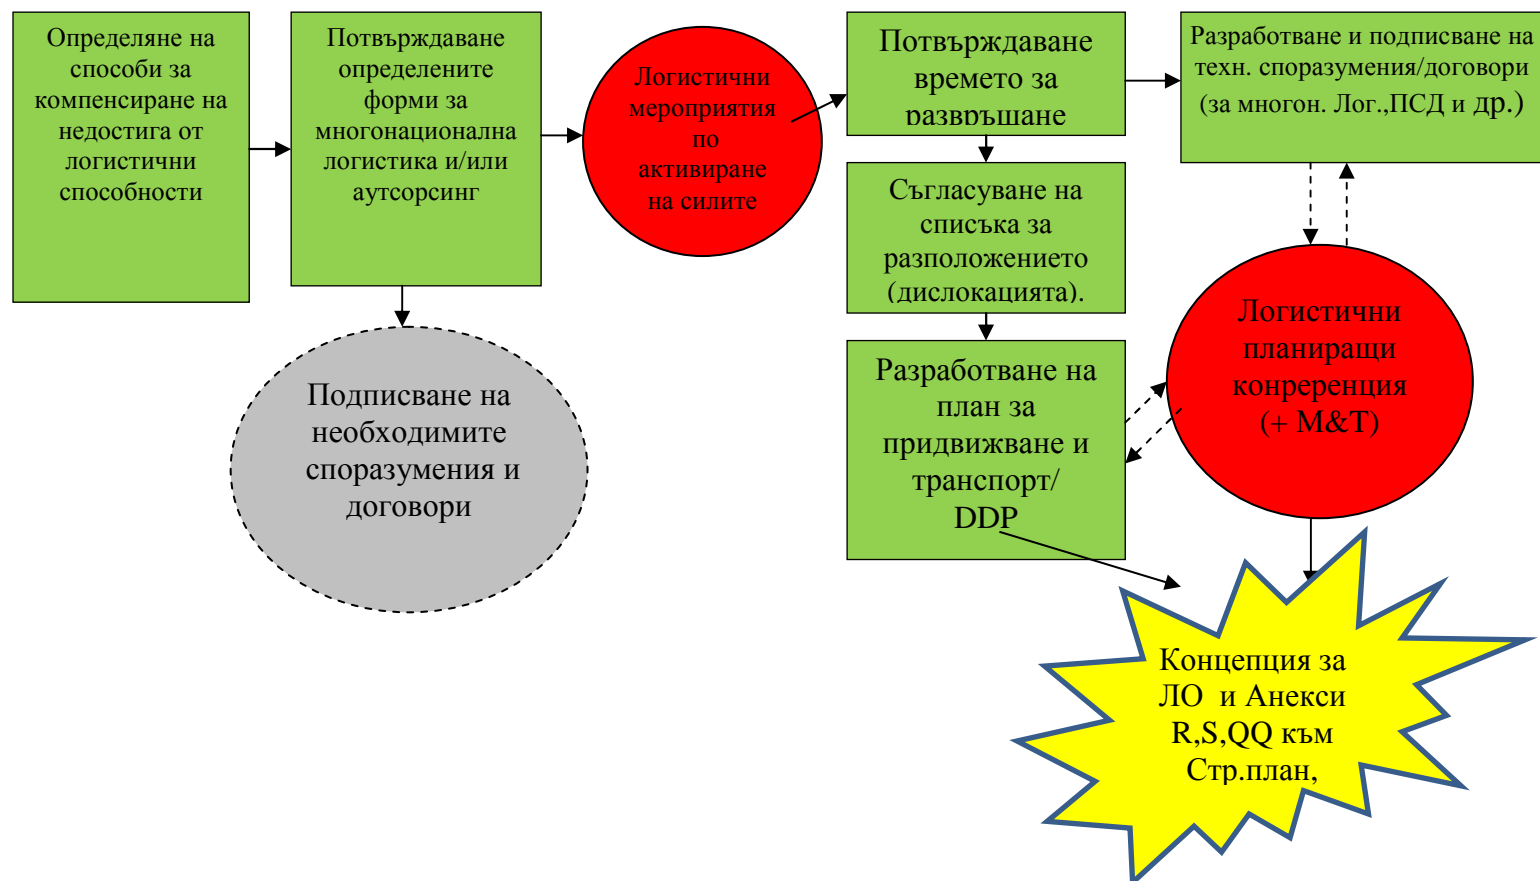 Определяне на
способи за
компенсиране на
недостига от
логистични
способности
Потвърждаване
определените
форми за
многонационална
логистика и/или
аутсорсинг
Логистични
мероприятия
по
активиране
на силите
Потвърждаване
времето за
развръщане
Разработване и подписване на
техн. споразумения/договори
(за многон. Лог.,ПСД и др.)
Съгласуване на
списъка за
разположението
(дислокацията).
Подписване на
необходимите
споразумения и
договори
Разработване на
план за
придвижване и
транспорт/
DDP
Логистични
планиращи
конреренция
(+ M&T)
Концепция за
ЛО и Анекси
R,S,QQ към
Стр.план,